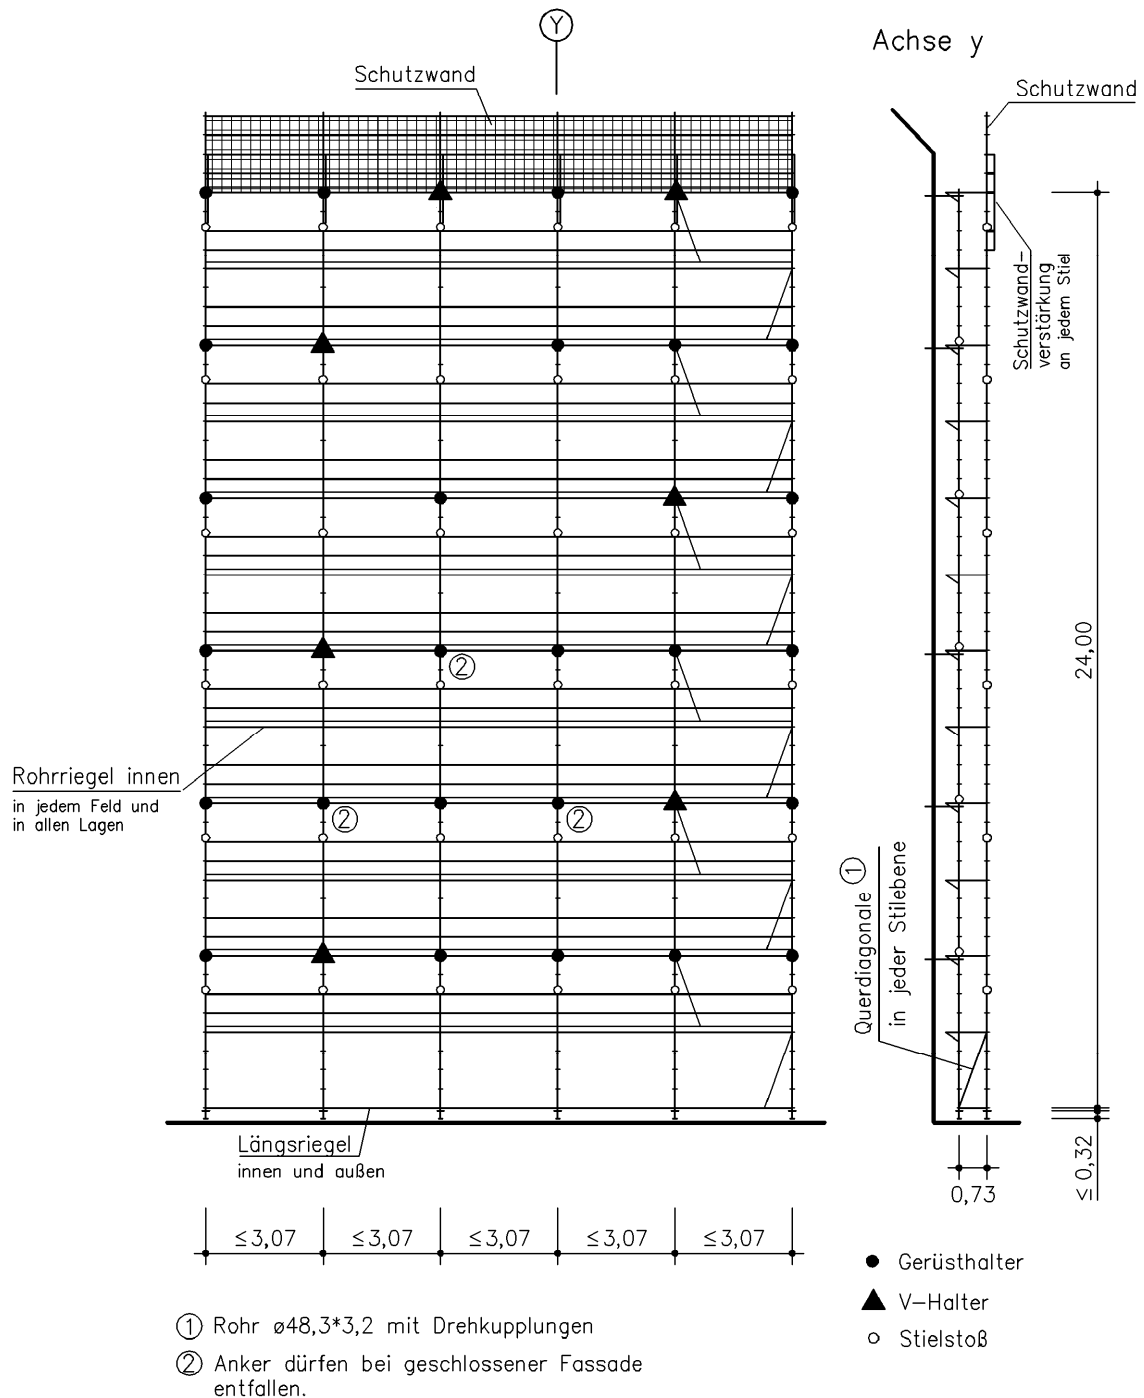 Y
Achse y
Schutzwand
Schutzwand
Schutzwand-
verstärkung
an jedem Stiel
24,00
2
Rohrriegel innen
in jedem Feld und
in allen Lagen
2
2
Querdiagonale 1
in jeder Stilebene
Längsriegel
innen und außen
≤0,32
0,73
≤3,07
≤3,07
≤3,07
≤3,07
≤3,07
Gerüsthalter
V-Halter
Stielstoß
1 Rohr ø48,3*3,2 mit Drehkupplungen
2 Anker dürfen bei geschlossener Fassade
entfallen.